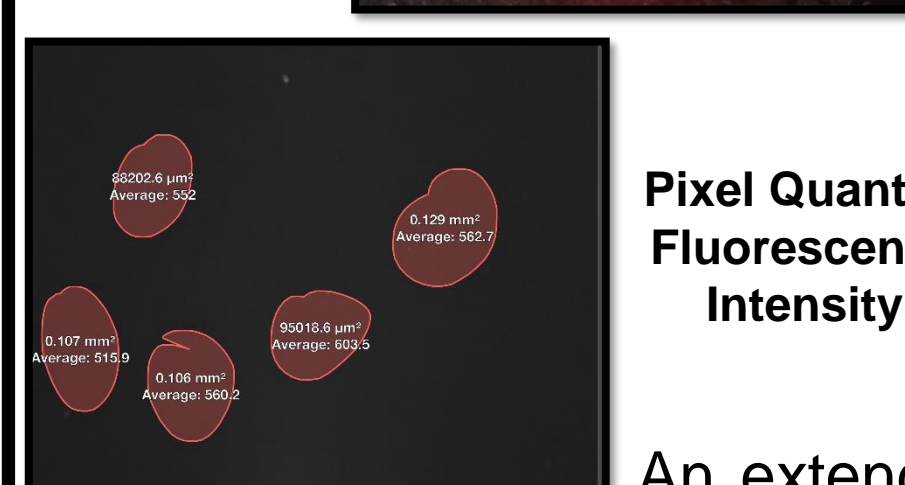 88202.6 µm²
Average: 552
0.129 mm²
Average: 562.7
0.107 mm²
Average: 515.9
95018.6 µm²
Average: 603.5
0.106 mm²
Average: 560.2
Pixel Quant
Fluorescen
Intensity
An extend